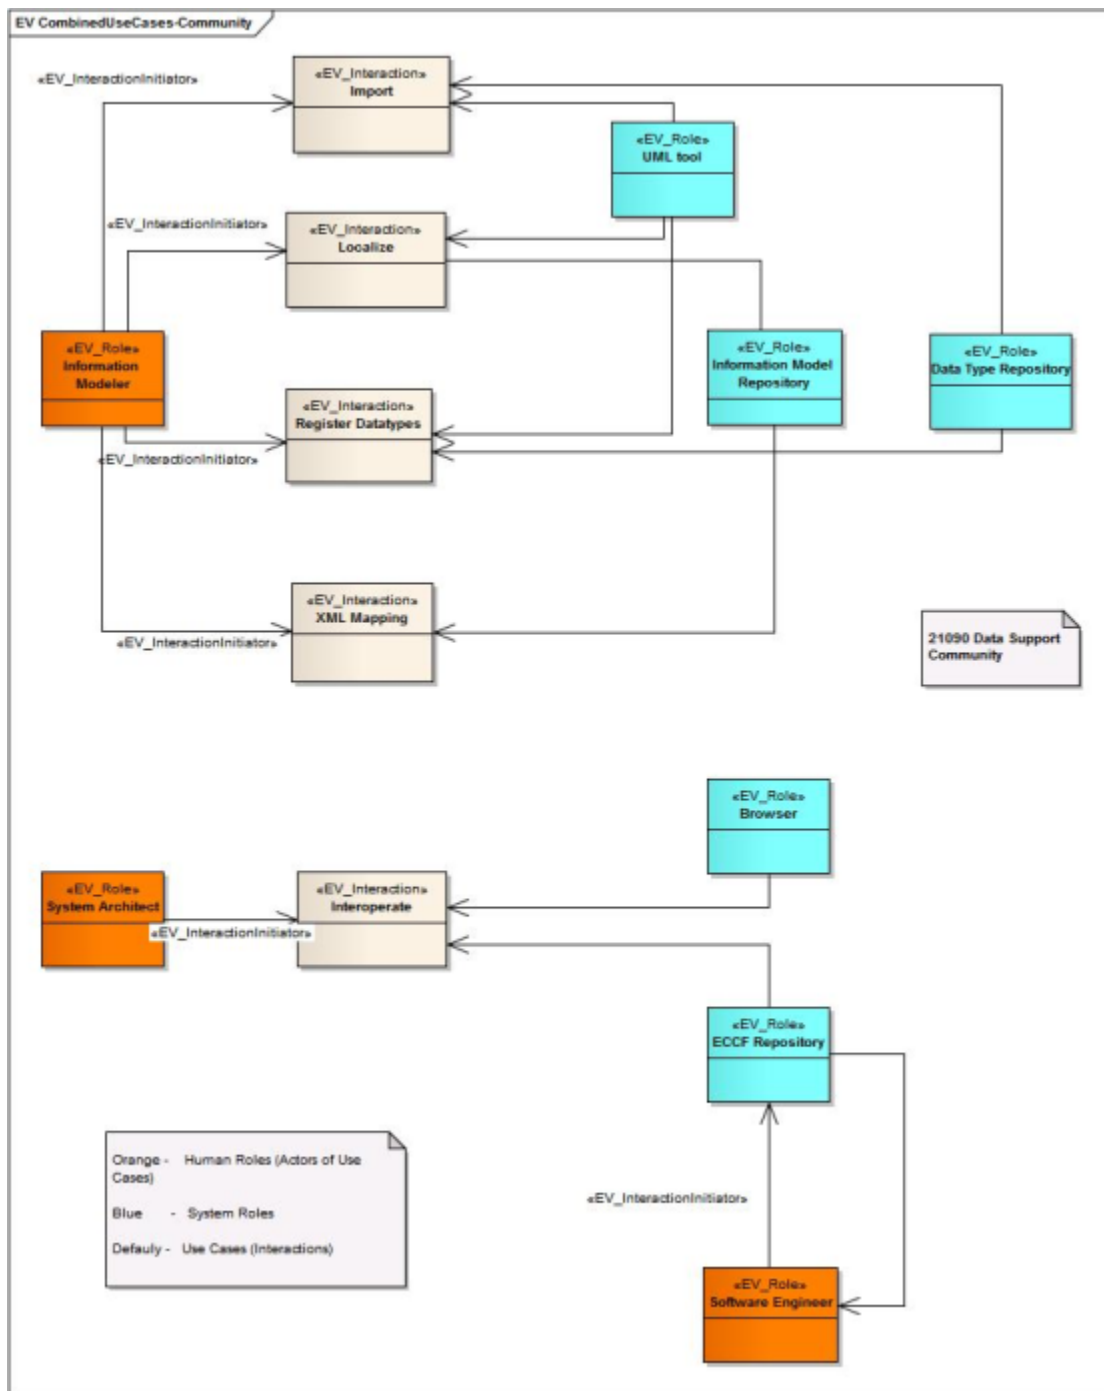 EV CombinedUseCases-Community
«EV_InteractionInitiator»
«EV_Interaction»
Import
«EV_Role»
UML tool
«EV_InteractionInitiator»
«EV_Interaction»
Localize
«EV_Role»
Information
Modeler
«EV_Role»
Information Model
Repository
«EV_Role»
Data Type Repository
«EV_Interaction»
Register Datatypes
«EV_InteractionInitiator»
«EV_Interaction»
XML Mapping
«EV_InteractionInitiator»
21090 Data Support
Community
«EV_Role»
Browser
«EV_Role»
System Architect
«EV_InteractionInitiator»
«EV_Interaction»
Interoperate
«EV_Role»
ECCF Repository
Orange - Human Roles (Actors of Use
Cases)
Blue - System Roles
Defauly - Use Cases (Interactions)
«EV_InteractionInitiator»
«EV_Role»
Software Engineer